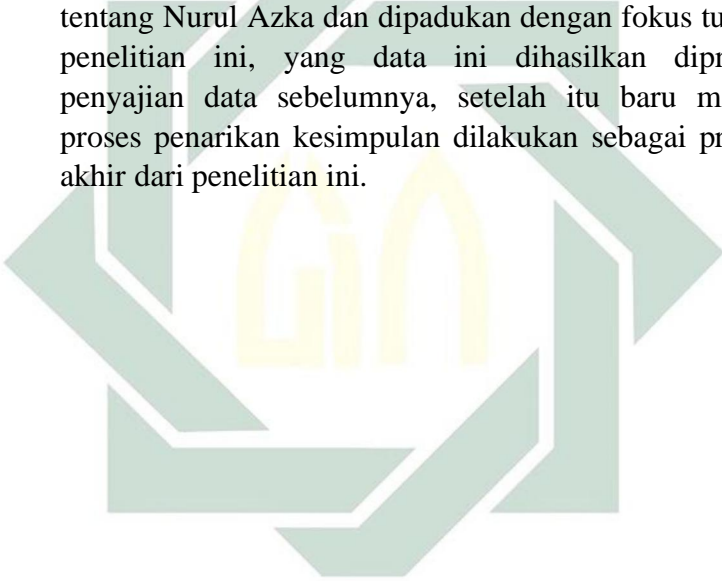 tentang Nurul Azka dan dipadukan dengan fokus tu
penelitian ini, yang data ini dihasilkan dipr
penyajian data sebelumnya, setelah itu baru m
proses penarikan kesimpulan dilakukan sebagai pr
akhir dari penelitian ini.